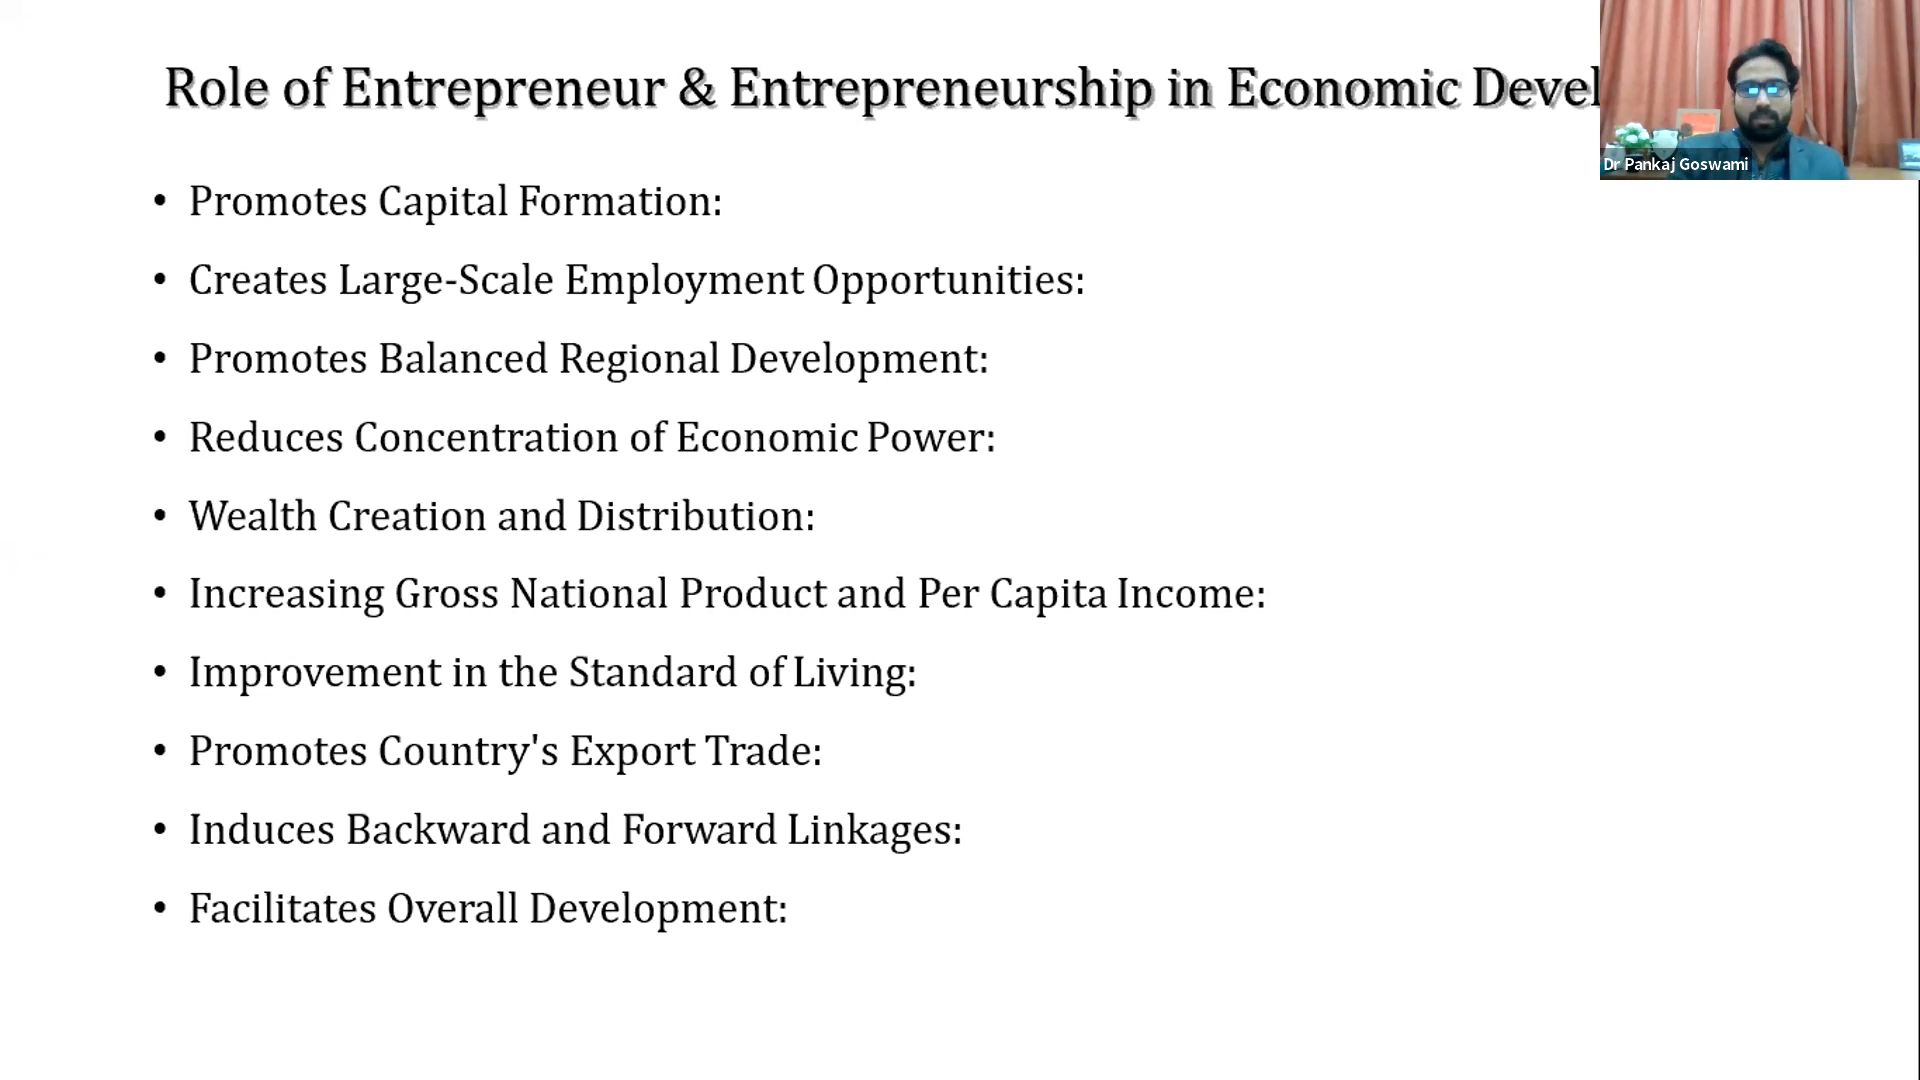 Role of Entrepreneur & Entrepreneurship in Economic Devel
Dr Pankaj Goswami
• Promotes Capital Formation:
• Creates Large-Scale Employment Opportunities:
• Promotes Balanced Regional Development:
• Reduces Concentration of Economic Power:
• Wealth Creation and Distribution:
• Increasing Gross National Product and Per Capita Income:
• Improvement in the Standard of Living:
• Promotes Country's Export Trade:
• Induces Backward and Forward Linkages:
• Facilitates Overall Development: